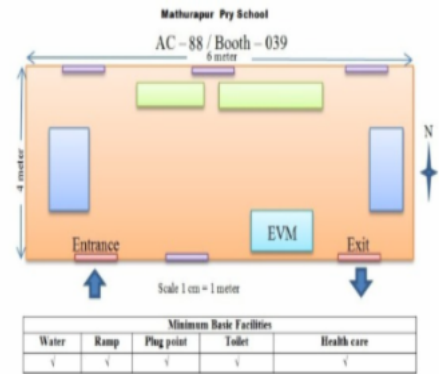 Mathurapur Pry School
AC – 88 / Booth – 039
6 meter
4 meter
N
EVM
Entrance
Exit
Scale 1 cm = 1 meter
Minimum Basic Facilities
Water Ramp Plug point Toilet Health care
√ √ √ √ √